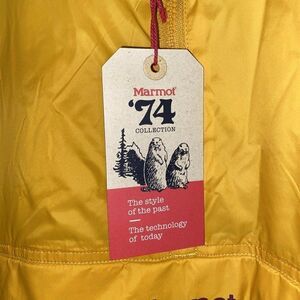 Marmot
'74
COLLECTION
The style
of the past
The technology
of today